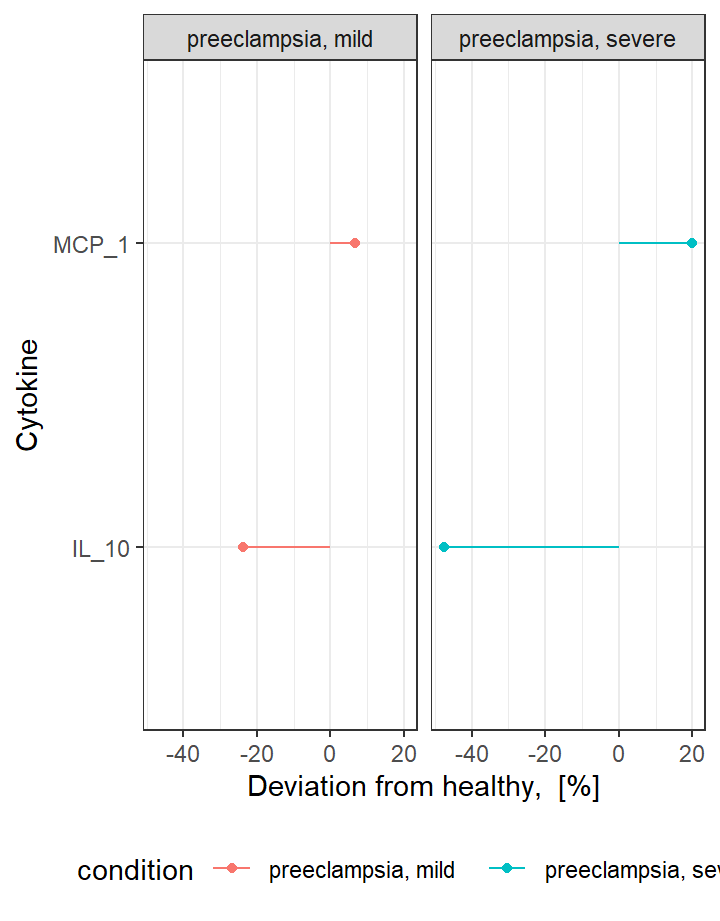 preeclampsia, mild preeclampsia, severe
MCP_1
Cytokine
IL_10
-40 -20 0 20 -40 -20 0 20
Deviation from healthy, [%]
condition preeclampsia, mild preeclampsia, sev